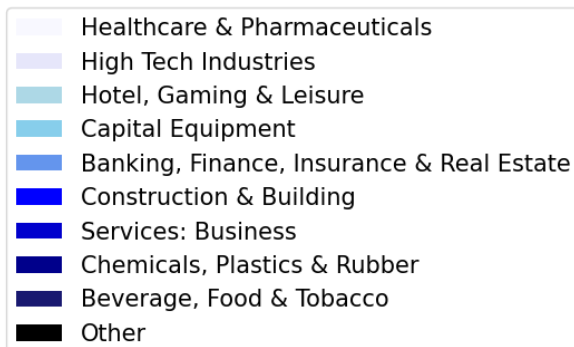 Healthcare & Pharmaceuticals
High Tech Industries
Hotel, Gaming & Leisure
Capital Equipment
Banking, Finance, Insurance & Real Estate
Construction & Building
Services: Business
Chemicals, Plastics & Rubber
Beverage, Food & Tobacco
Other